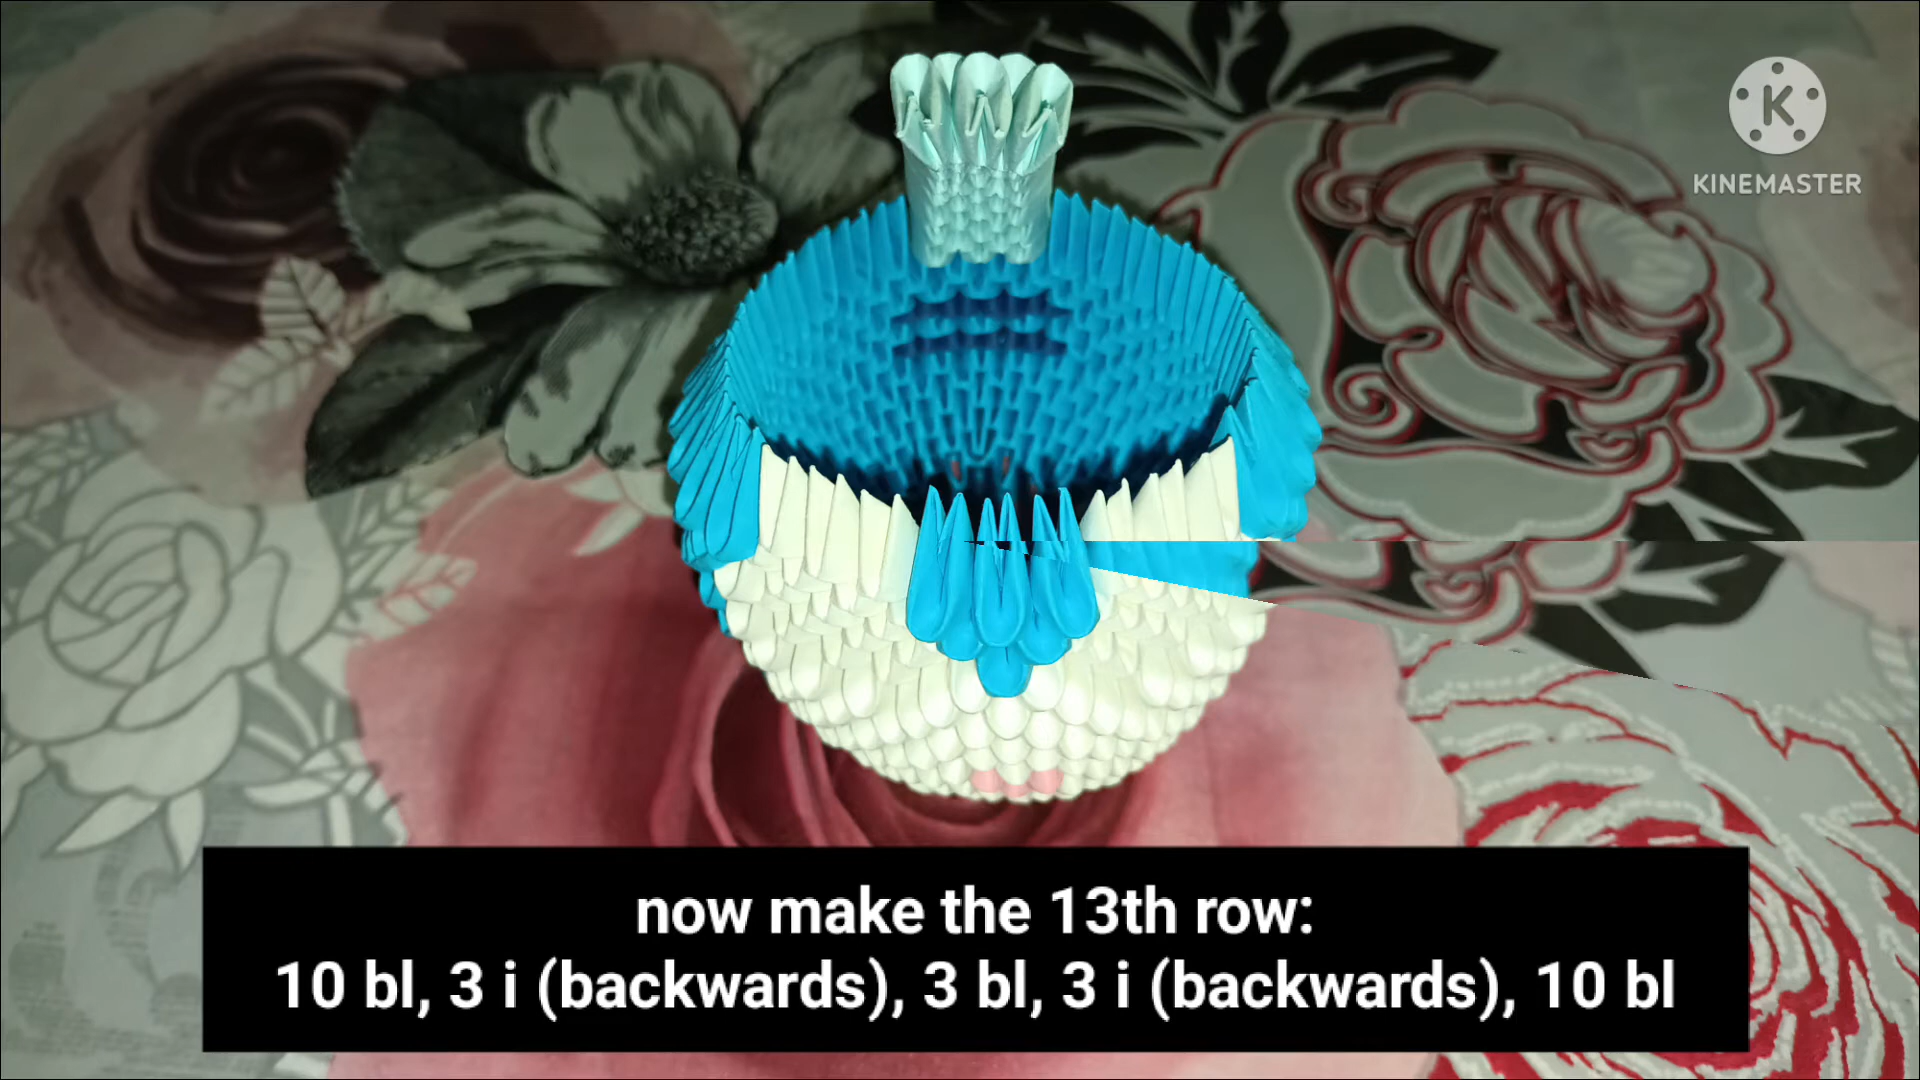 KINEMASTER
now make the 13th row:
10 bl, 3 i (backwards), 3 bl, 3 i (backwards), 10 bl